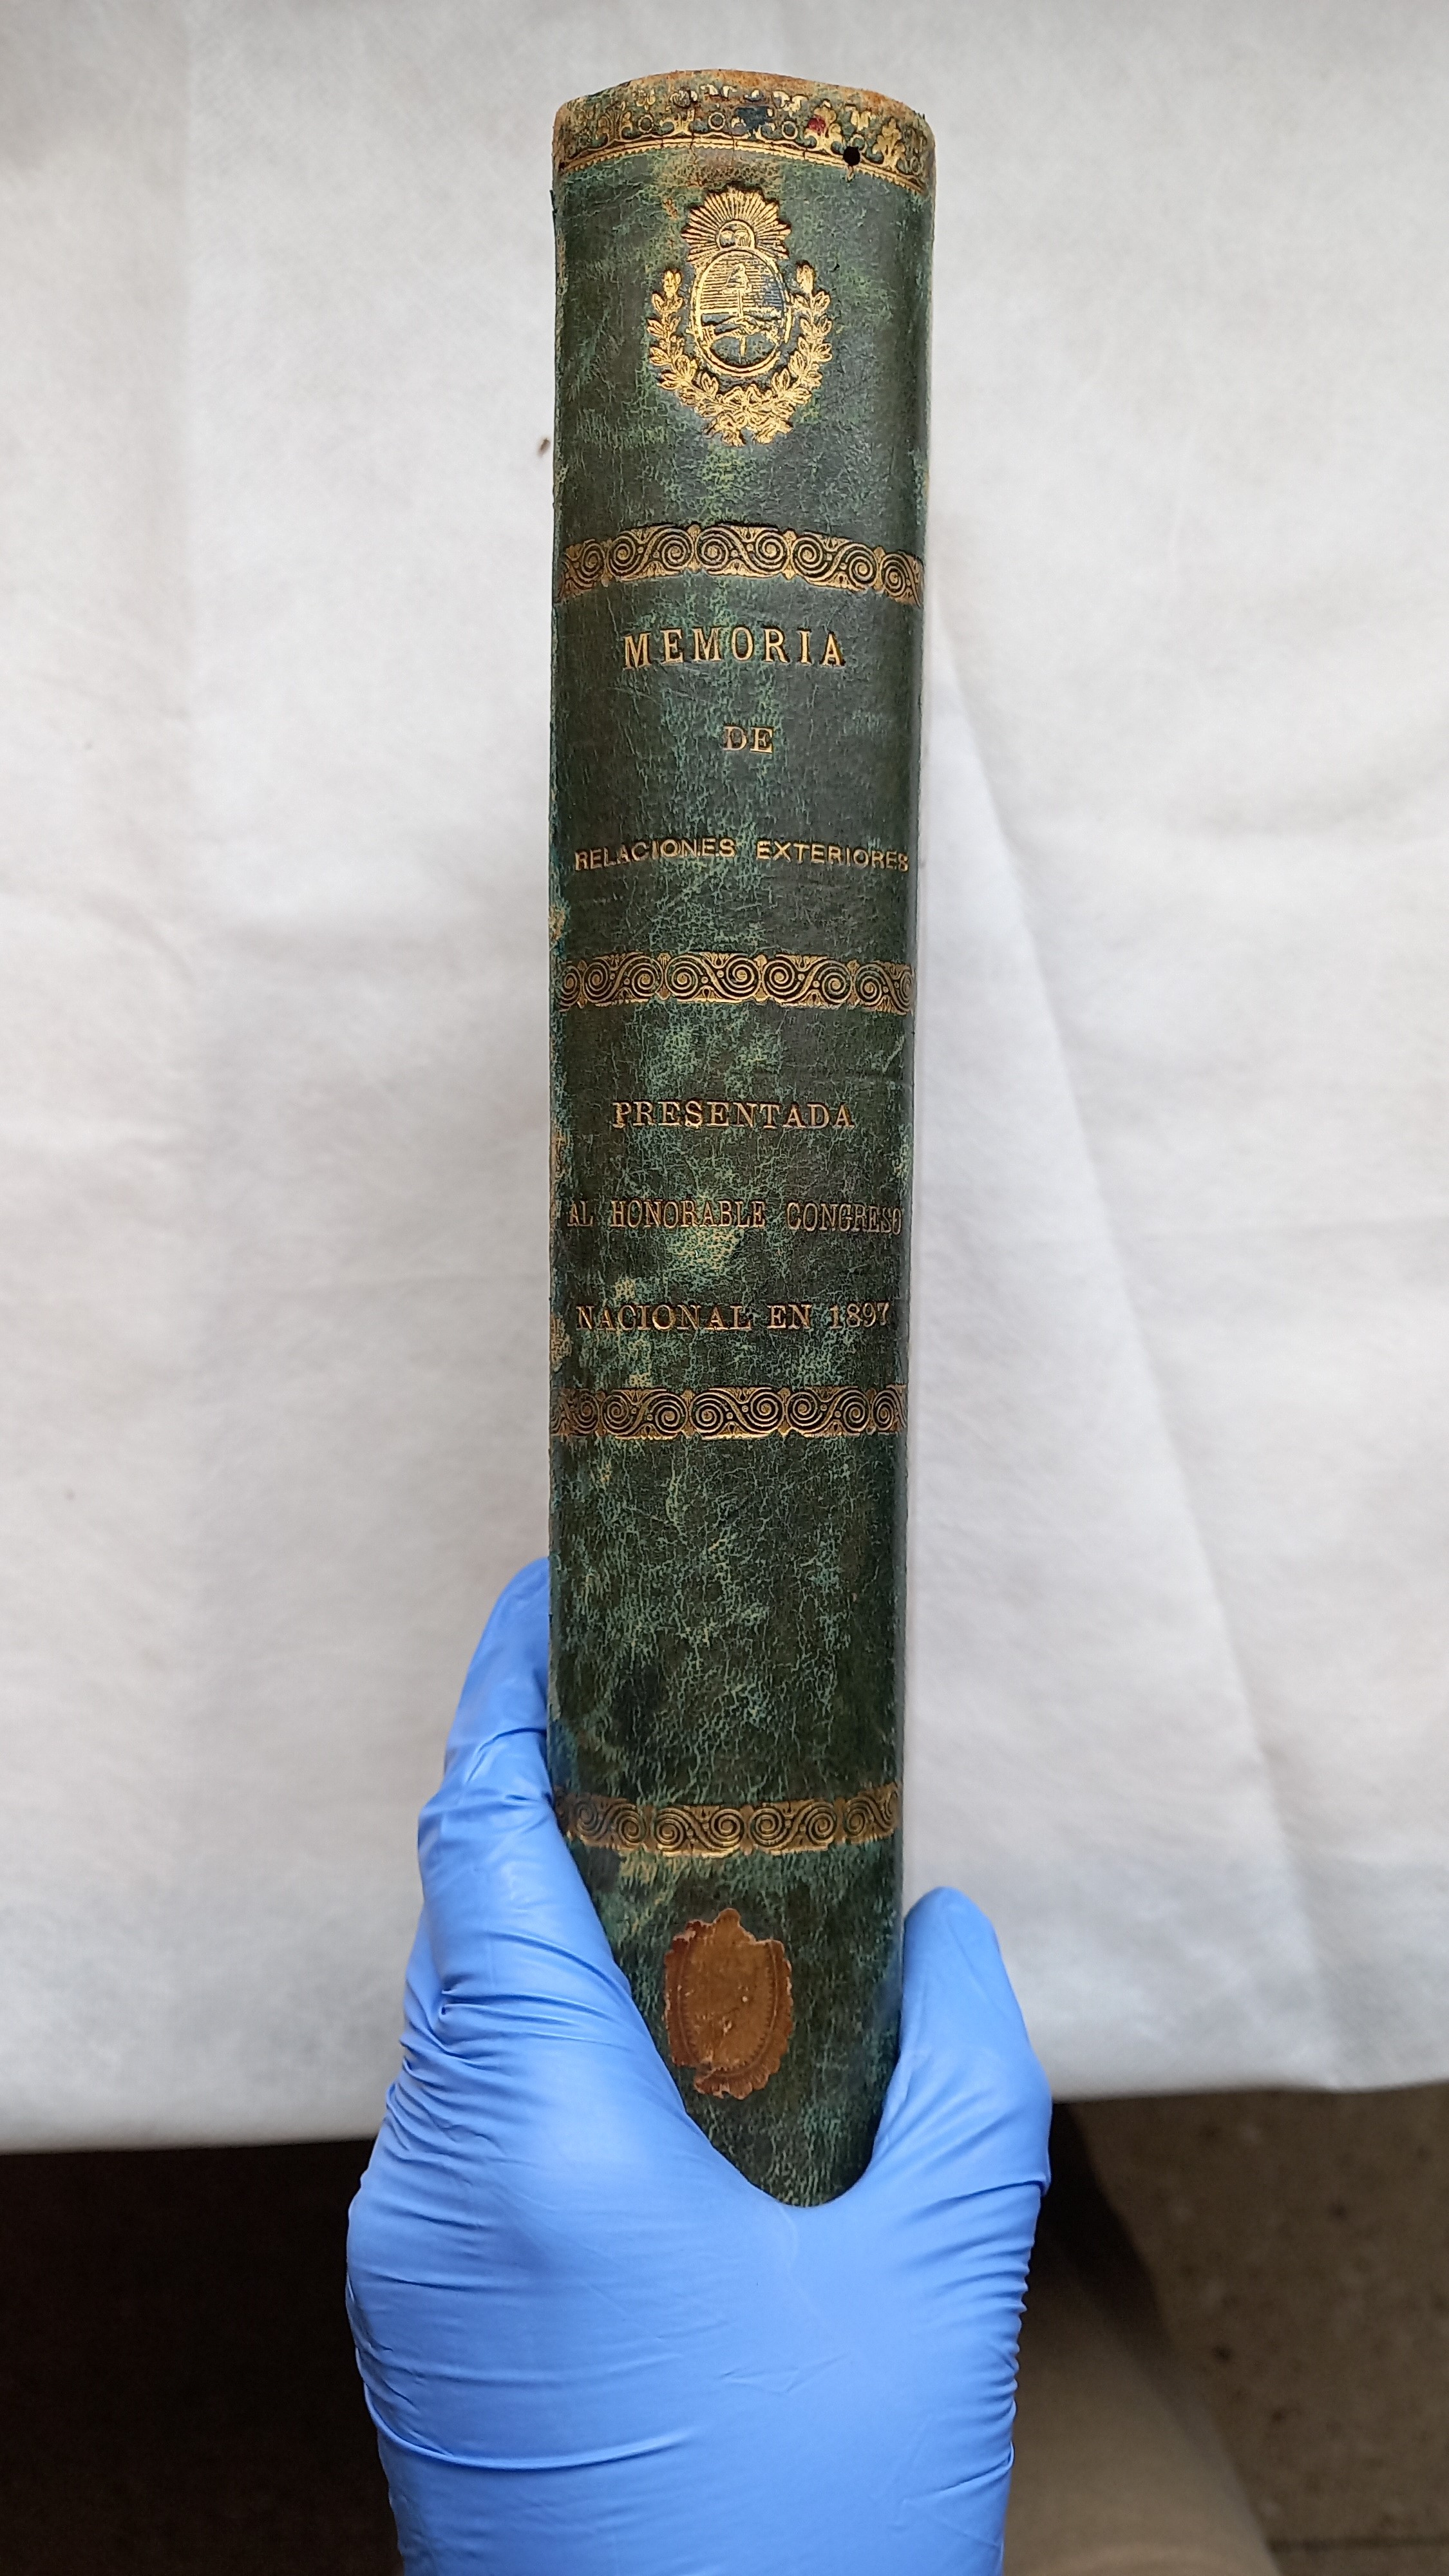 MEMORIA
DE
RELACIONES EXTERIORES
PRESENTADA
AL HONORABLE CONGRESO
NACIONAL EN 1897